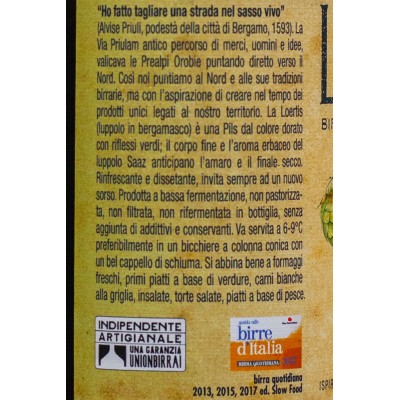 "Ho fatto tagliare una strada nel sasso vivo"
(Alvise Priuli, podestà della città di Bergamo, 1593). La
Via Priulam antico percorso di merci, uomini e idee,
valicava le Prealpi Orobie puntando diretto verso il
Nord. Così noi puntiamo al Nord e alle sue tradizioni
birrarie, ma con l'aspirazione di creare nel tempo dei
prodotti unici legati al nostro territorio. La Loertis
(luppolo in bergamasco) è una Pils dal colore dorato
con riflessi verdi; il corpo fine e l'aroma erbaceo del
luppolo Saaz anticipano l'amaro e il finale secco.
Rinfrescante e dissetante, invita sempre ad un nuovo
sorso. Prodotta a bassa fermentazione, non pastorizza-
ta, non filtrata, non rifermentata in bottiglia, senza
aggiunta di additivi e conservanti. Va servita a 6-9°C
preferibilmente in un bicchiere a colonna conica con
un bel cappello di schiuma. Si abbina bene a formaggi
freschi, primi piatti a base di verdure, carni bianche
alla griglia, insalate, torte salate, piatti a base di pesce.
INDIPENDENTE
ARTIGIANALE
UNA GARANZIA
UNIONBIRRAI
guida alle
birre
d'Italia
BIRRA QUOTIDIANA
birra quotidiana
2013, 2015, 2017 ed. Slow Food
L
BI
ISPIR